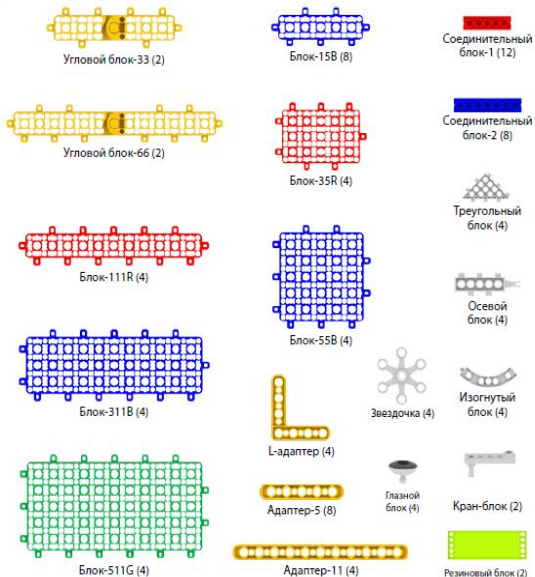 Угловой блок-33 (2)
Блок-15B (8)
Соединительный
блок-1 (12)
Угловой блок-66 (2)
Блок-35R (4)
Соединительный
блок-2 (8)
Треугольный
блок (4)
Блок-111R (4)
Блок-55B (4)
Осевой
блок (4)
Блок-311B (4)
L-адаптер (4)
Звездочка (4)
Изогнутый
блок (4)
Адаптер-5 (8)
Глазной
блок (4)
Кран-блок (2)
Блок-511G (4)
Адаптер-11 (4)
Резиновый блок (2)